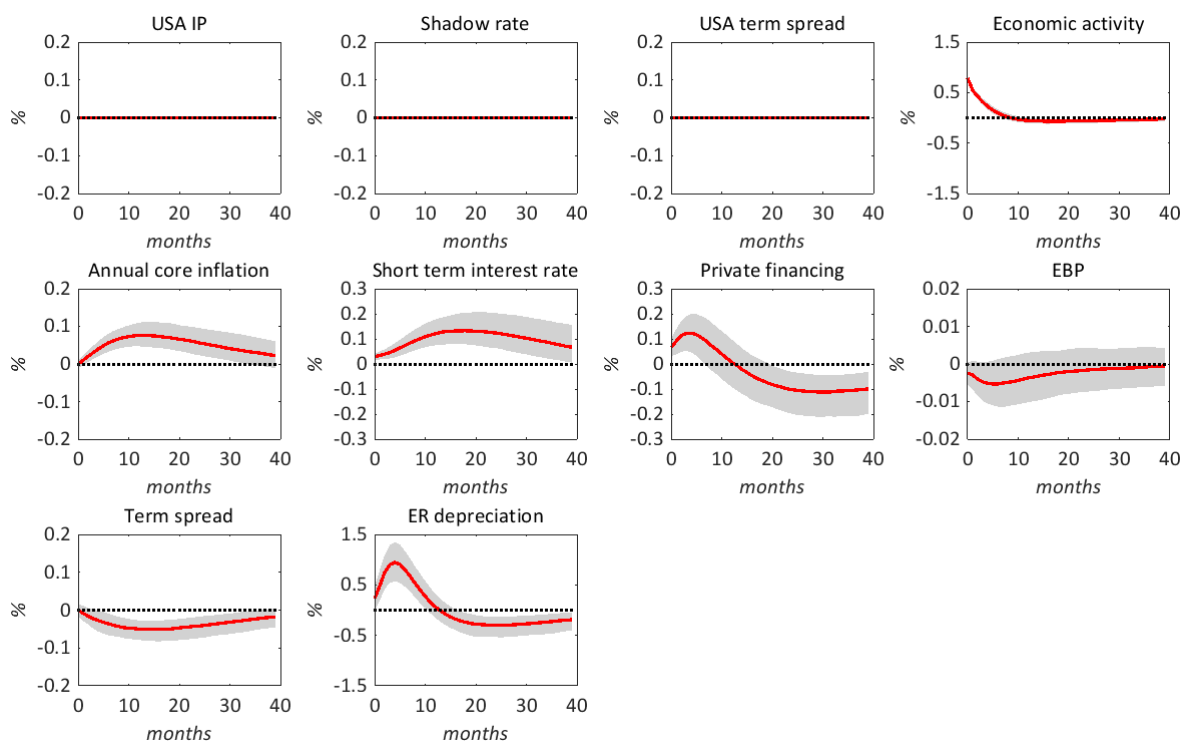 USA IP
Shadow rate
USA term spread
Economic activity
0.2
0.1
0
-0.1
-0.2
%
0 10 20 30 40
months
0.2
0.1
0
-0.1
-0.2
%
0 10 20 30 40
months
0.2
0.1
0
-0.1
-0.2
%
0 10 20 30 40
months
1.5
0.5
-0.5
-1.5
%
0 10 20 30 40
months
Annual core inflation
Short term interest rate
Private financing
EBP
0.2
0.1
0
-0.1
-0.2
%
0 10 20 30 40
months
0.3
0.2
0.1
0
-0.1
-0.2
-0.3
%
0 10 20 30 40
months
0.3
0.2
0.1
0
-0.1
-0.2
-0.3
%
0 10 20 30 40
months
0.02
0.01
0
-0.01
-0.02
%
0 10 20 30 40
months
Term spread
ER depreciation
0.2
0.1
0
-0.1
-0.2
%
0 10 20 30 40
months
1.5
0.5
-0.5
-1.5
%
0 10 20 30 40
months